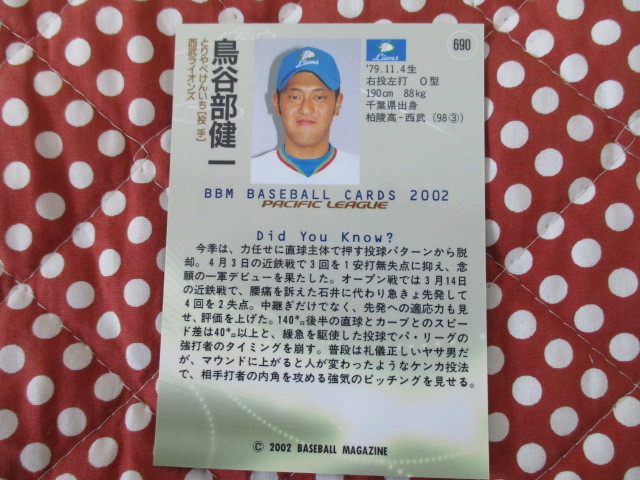 690
鳥谷部健一
とりやべけんいち〔投 手〕
西武ライオンズ
Lions
Lions
'79.11.4生
右投左打 O型
190cm 88kg
千葉県出身
柏陵高-西武(98③)
BBM BASEBALL CARDS 2002
PACIFIC LEAGUE
Did You Know?
今季は、力任せに直球主体で押す投球パターンから脱
却。4月3日の近鉄戦で3回を1安打無失点に抑え、念
願の一軍デビューを果たした。オープン戦では3月14日
の近鉄戦で、腰痛を訴えた石井に代わり急きょ先発して
4回を2失点。中継ぎだけでなく、先発への適応力も見
せ、評価を上げた。140㌔後半の直球とカーブとのスピー
ド差は40㌔以上と、緩急を駆使した投球でパ・リーグの
強打者のタイミングを崩す。普段は礼儀正しいヤサ男だ
が、マウンドに上がると人が変わったようなケンカ投法
で、相手打者の内角を攻める強気のピッチングを見せる。
© 2002 BASEBALL MAGAZINE